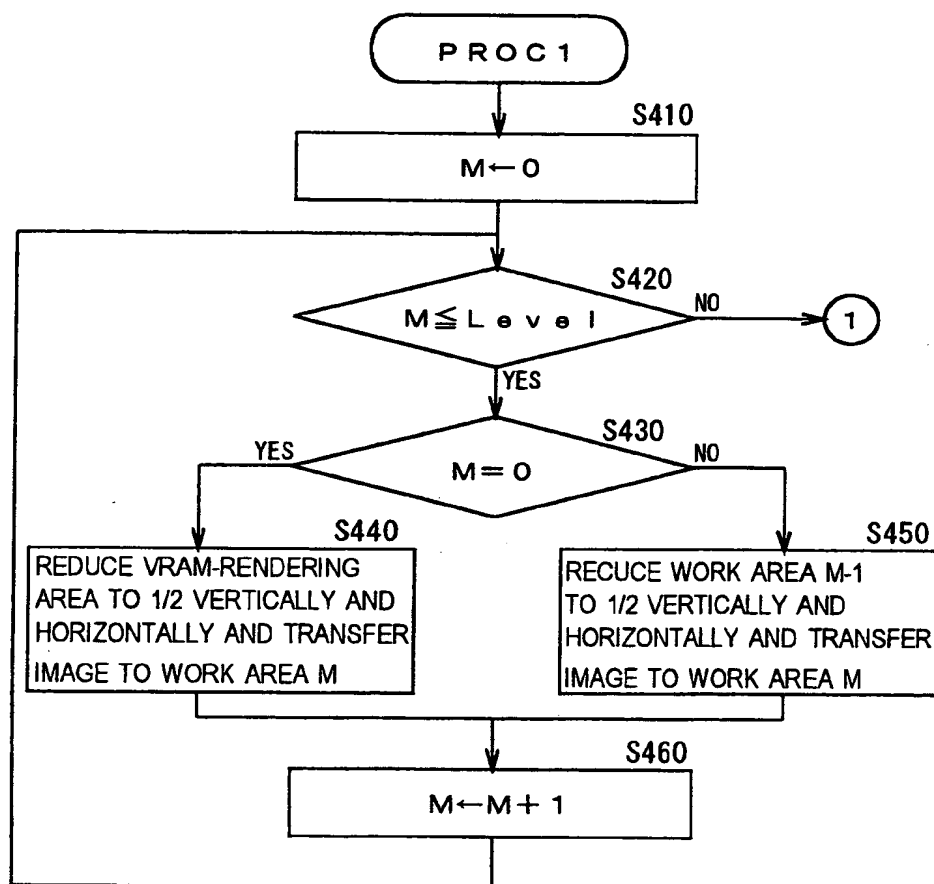 PROC1
S410
M←0
S420
M≦Level
NO
1
YES
S430
YES
M=0
NO
S440
REDUCE VRAM-RENDERING
AREA TO 1/2 VERTICALLY AND
HORIZONTALLY AND TRANSFER
IMAGE TO WORK AREA M
S450
RECUCE WORK AREA M-1
TO 1/2 VERTICALLY AND
HORIZONTALLY AND TRANSFER
IMAGE TO WORK AREA M
S460
M←M+1